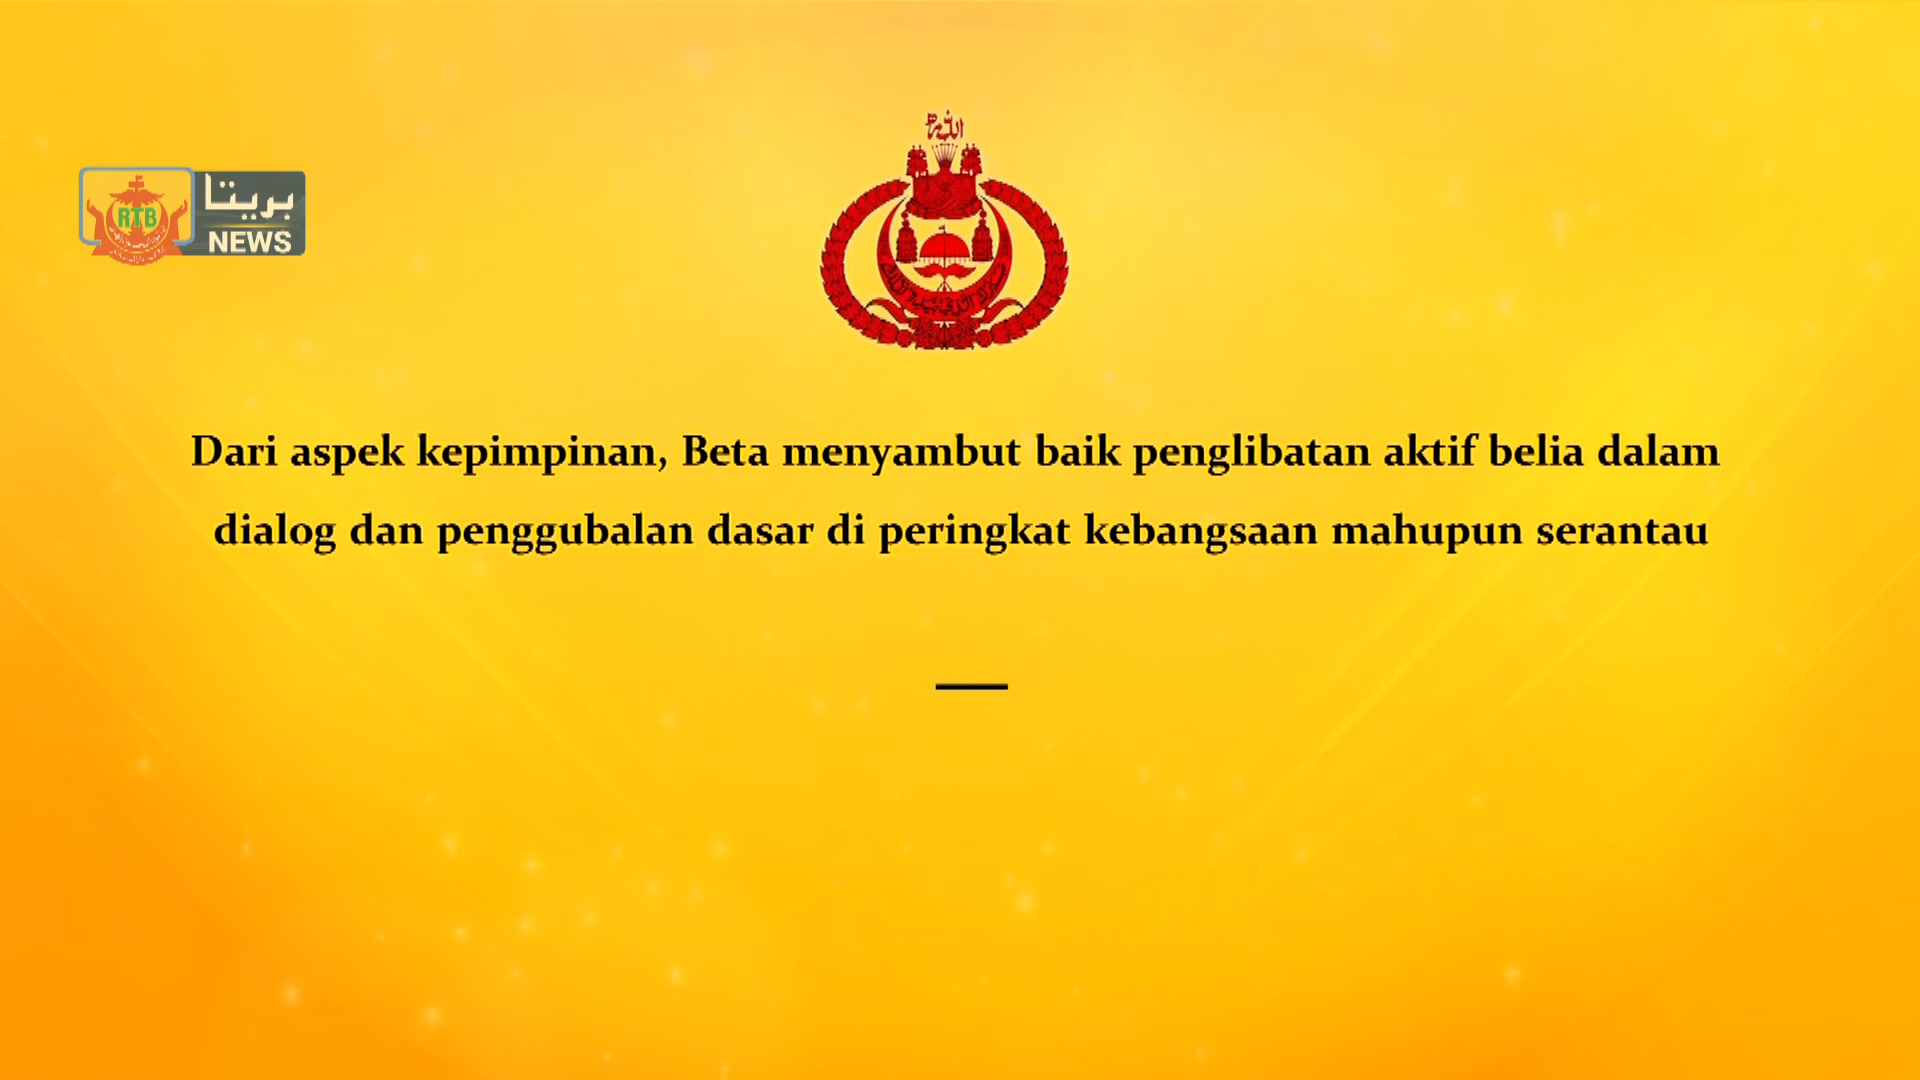 بريتا
RTB
NEWS
Dari aspek kepimpinan, Beta menyambut baik penglibatan aktif belia dalam
dialog dan penggubalan dasar di peringkat kebangsaan mahupun serantau